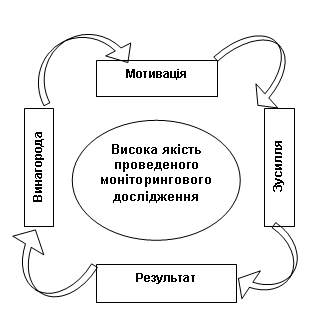 Мотивація
Винагорода
Висока якість
проведеного
моніторингового
дослідження
Зусилля
Результат